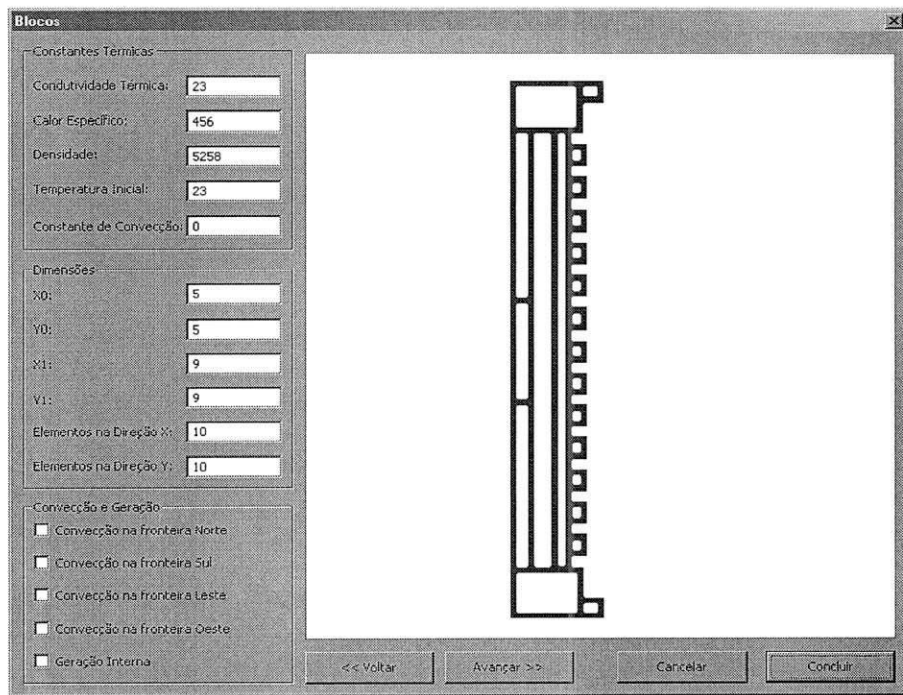 Blocos
Constantes Térmicas
Condutividade Térmica: 23
Calor Específico: 456
Densidade: 5258
Temperatura Inicial: 23
Constante de Convecção: 0
Dimensões
X0: 5
Y0: 5
X1: 9
Y1: 9
Elementos na Direção X: 10
Elementos na Direção Y: 10
Convecção e Geração
Convecção na fronteira Norte
Convecção na fronteira Sul
Convecção na fronteira Leste
Convecção na fronteira Oeste
Geração Interna
<< Voltar
Avançar >>
Cancelar
Concluir